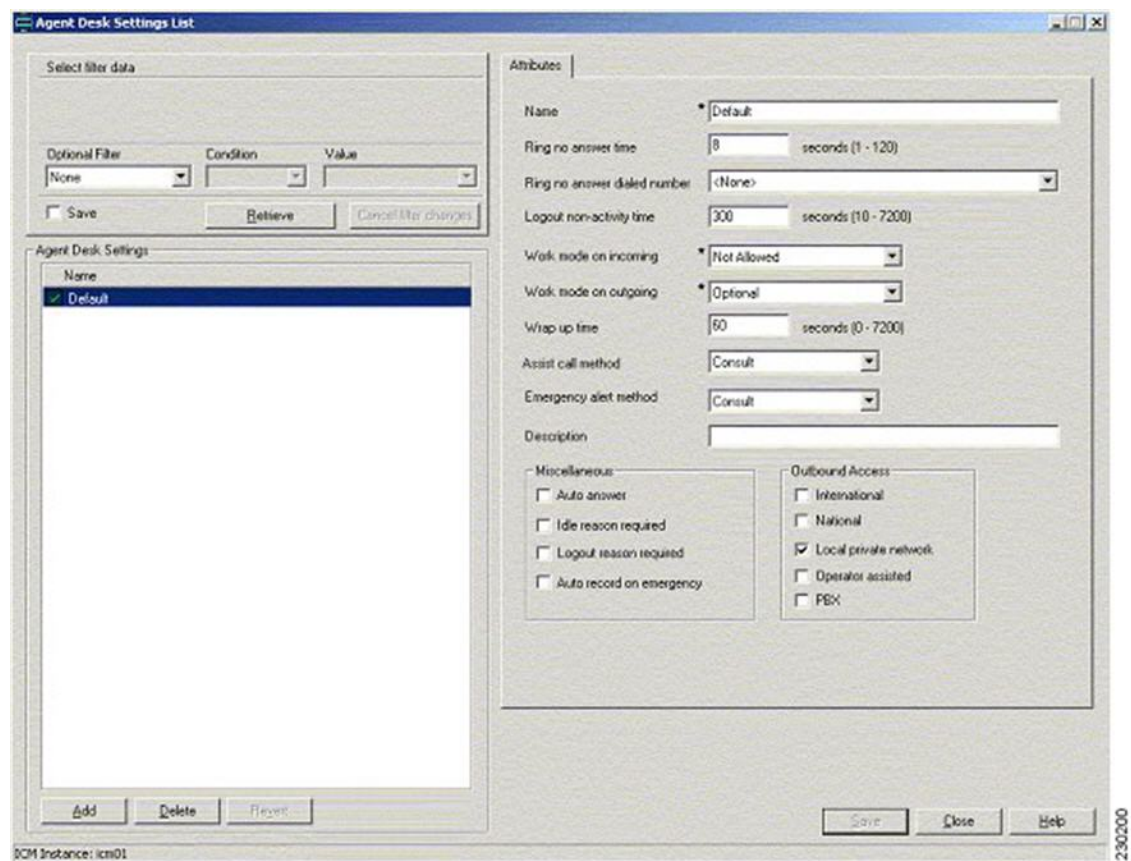 Agent Desk Settings List
Select filter data
Optional Filter Condition Value
None
Save Retrieve Cancel filter changes
Agent Desk Settings
Name
Default
Add Delete Revert
Attributes
Name * Default
Ring no answer time 8 seconds (1 - 120)
Ring no answer dialed number <None>
Logout non-activity time 300 seconds (10 - 7200)
Work mode on incoming * Not Allowed
Work mode on outgoing * Optional
Wrap up time 60 seconds (0 - 7200)
Assist call method Consult
Emergency alert method Consult
Description
Miscellaneous
Auto answer
Idle reason required
Logout reason required
Auto record on emergency
Outbound Access
International
National
Local private network
Operator assisted
PBX
Save Close Help
ICM Instance: icm01
230200